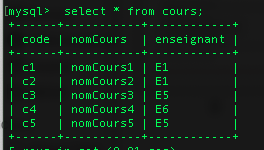 [mysql> select * from cours;
+------+----------+------------+
| code | nomCours | enseignant |
+------+----------+------------+
| c1 | nomCours1 | E1 |
| c2 | nomCours2 | E1 |
| c3 | nomCours3 | E5 |
| c4 | nomCours4 | E6 |
| c5 | nomCours5 | E5 |
+------+----------+------------+